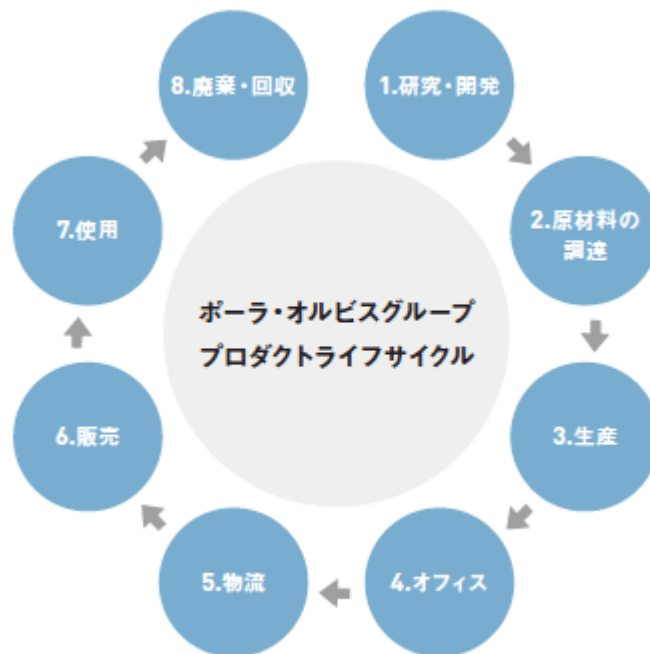 ポーラ・オルビスグループ
プロダクトライフサイクル
1.研究・開発
2.原材料の
調達
3.生産
4.オフィス
5.物流
6.販売
7.使用
8.廃棄・回収